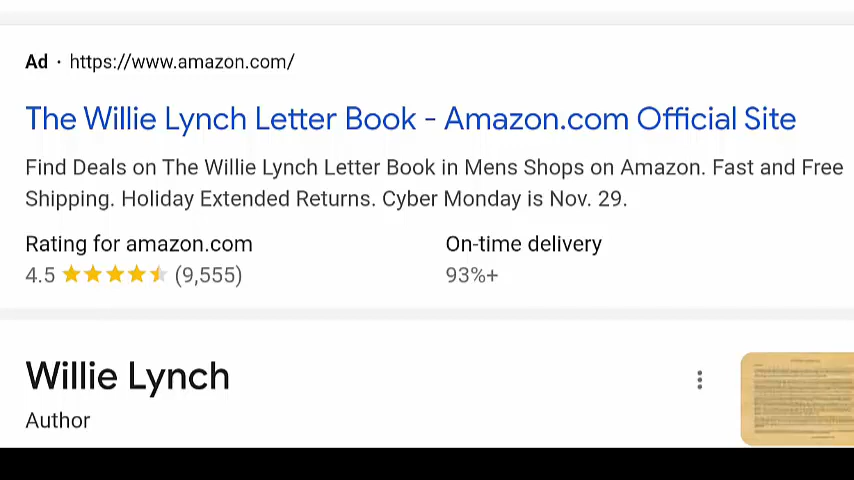 Ad · https://www.amazon.com/
The Willie Lynch Letter Book - Amazon.com Official Site
Find Deals on The Willie Lynch Letter Book in Mens Shops on Amazon. Fast and Free
Shipping. Holiday Extended Returns. Cyber Monday is Nov. 29.
Rating for amazon.com On-time delivery
4.5 (9,555) 93%+
Willie Lynch
Author